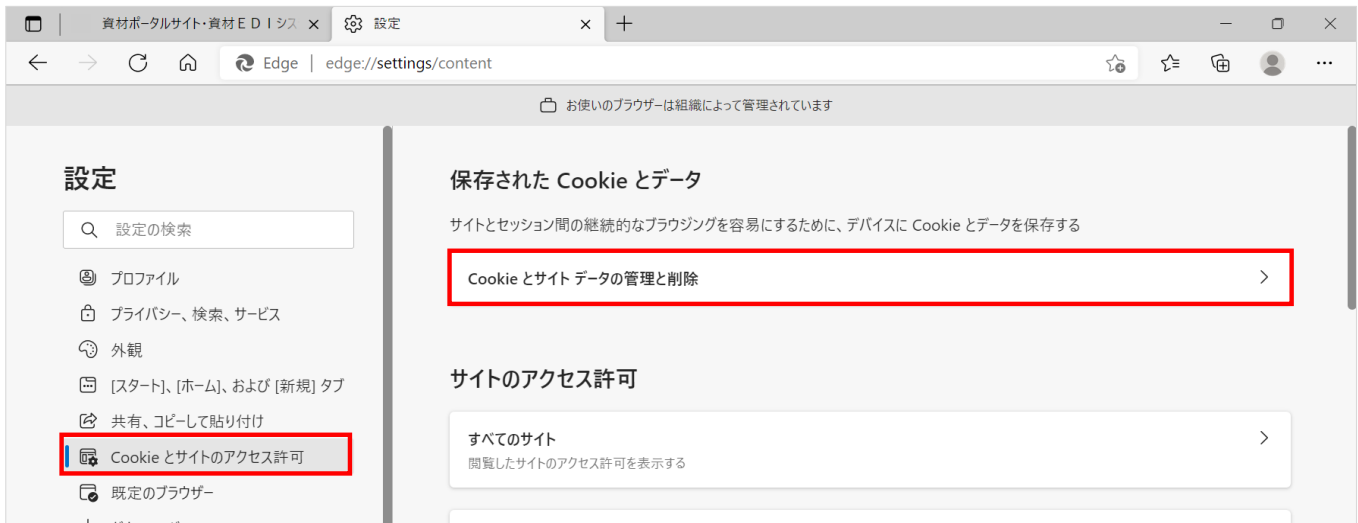 資材ポータルサイト・資材ＥＤＩシス
設定
Edge | edge://settings/content
お使いのブラウザーは組織によって管理されています
設定
設定の検索
プロファイル
プライバシー、検索、サービス
外観
[スタート]、[ホーム]、および [新規] タブ
共有、コピーして貼り付け
Cookie とサイトのアクセス許可
既定のブラウザー
保存された Cookie とデータ
サイトとセッション間の継続的なブラウジングを容易にするために、デバイスに Cookie とデータを保存する
Cookie とサイト データの管理と削除
サイトのアクセス許可
すべてのサイト
閲覧したサイトのアクセス許可を表示する